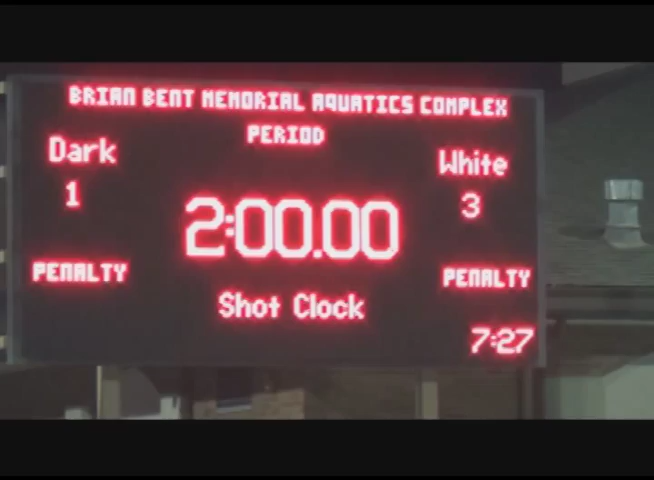 BRIAN BENT MEMORIAL AQUATICS COMPLEX
PERIOD
Dark
White
1
3
2:00.00
PENALTY
PENALTY
Shot Clock
7:27